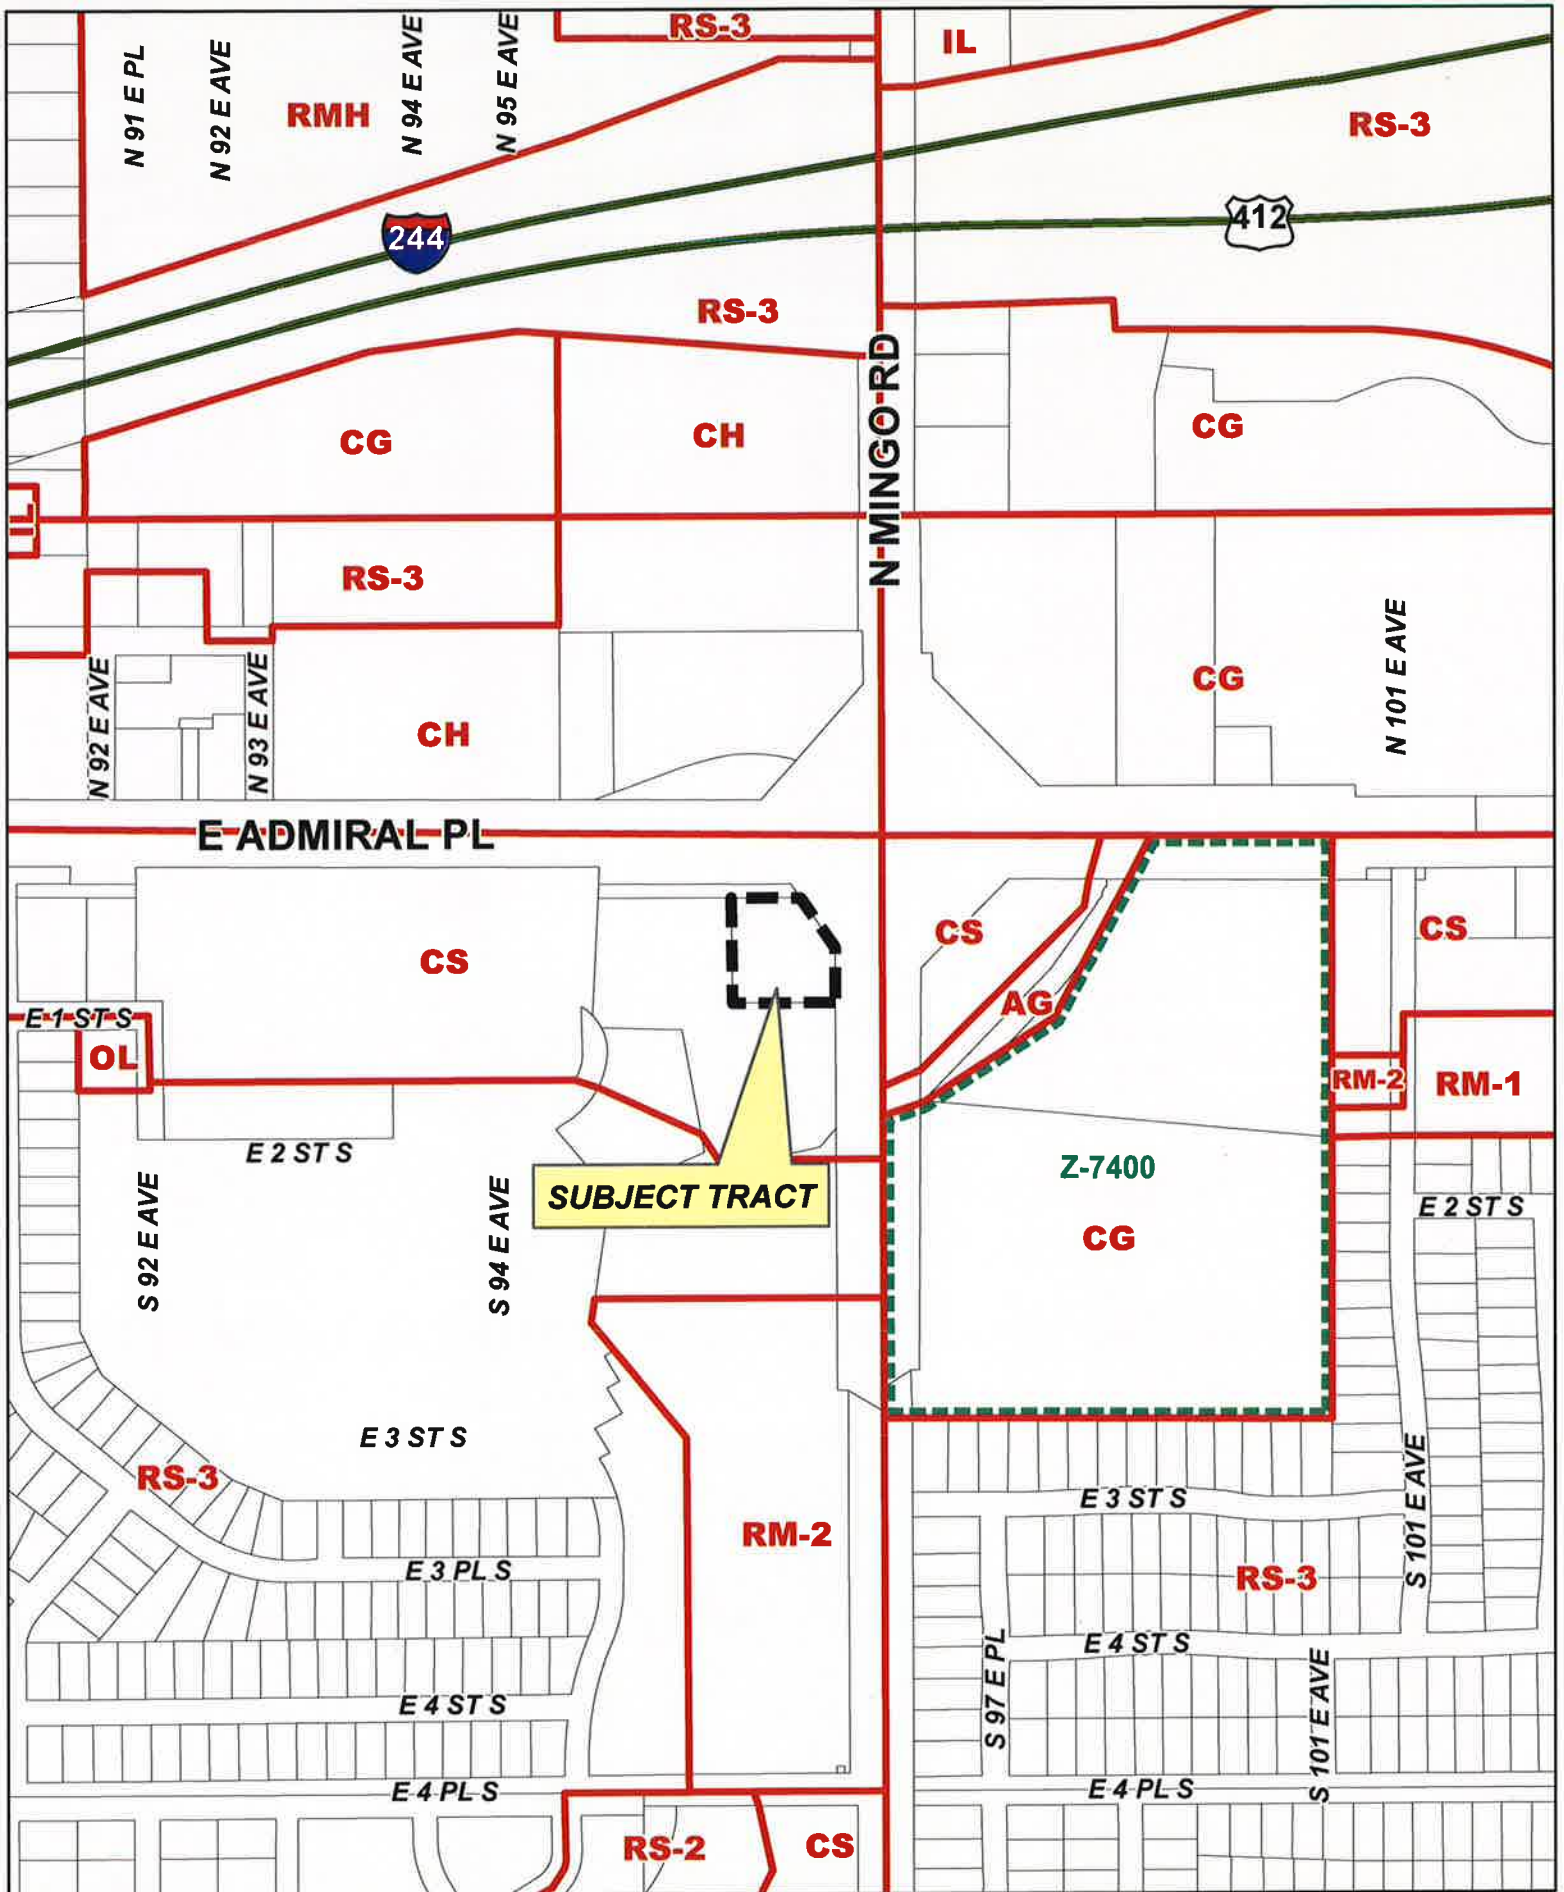 RS-3
IL
N 91 E PL
N 92 E AVE
N 94 E AVE
N 95 E AVE
RMH
RS-3
244
412
RS-3
N MINGO RD
CG
CH
CG
IL
RS-3
N 92 E AVE
N 93 E AVE
CH
CG
N 101 E AVE
E ADMIRAL PL
CS
CS
CS
AG
E 1 ST S
OL
RM-2
RM-1
E 2 ST S
Z-7400
SUBJECT TRACT
CG
E 2 ST S
S 92 E AVE
S 94 E AVE
E 3 ST S
RS-3
E 3 ST S
S 101 E AVE
RM-2
E 3 PL S
RS-3
E 4 ST S
S 97 E PL
S 101 E AVE
E 4 ST S
E 4 PL S
E 4 PL S
RS-2
CS